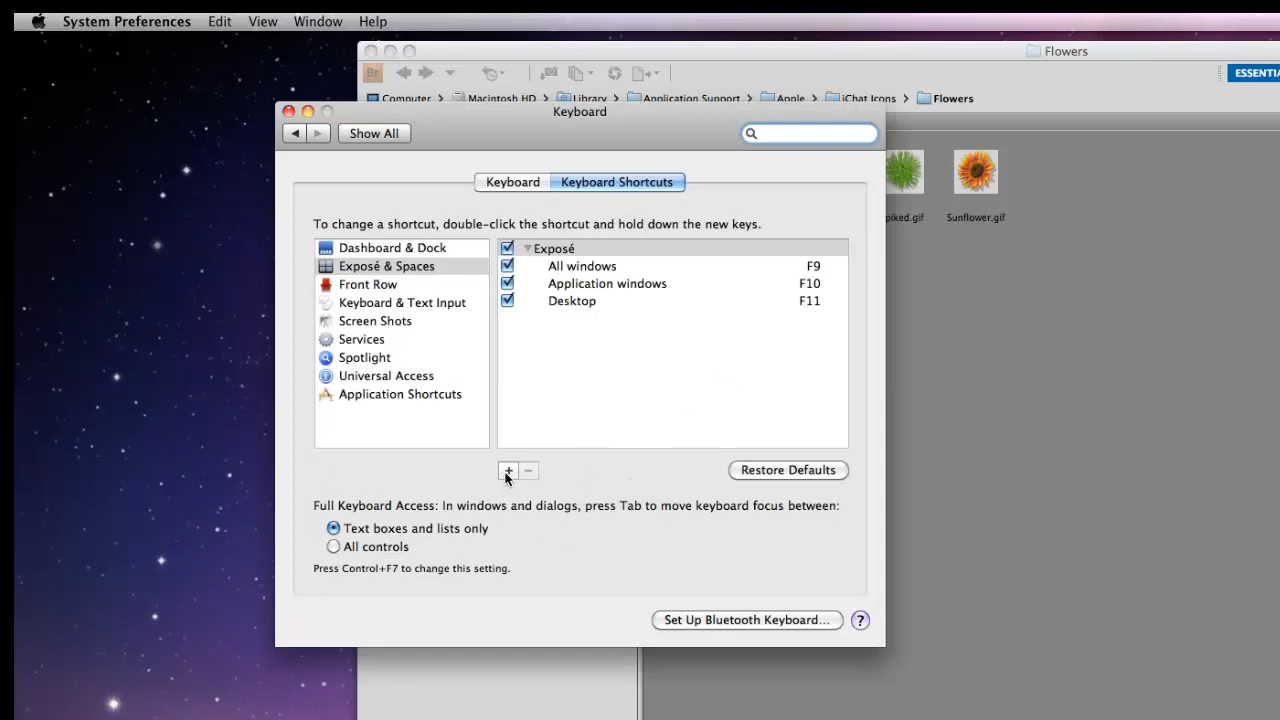 System Preferences Edit View Window Help
Flowers
Br
ESSENTIA
Computer > Macintosh HD > Library > Application Support > Apple > iChat Icons > Flowers
Keyboard
Show All
piked.gif Sunflower.gif
Keyboard Keyboard Shortcuts
To change a shortcut, double-click the shortcut and hold down the new keys.
Dashboard & Dock
Exposé & Spaces
Front Row
Keyboard & Text Input
Screen Shots
Services
Spotlight
Universal Access
Application Shortcuts
Exposé
All windows F9
Application windows F10
Desktop F11
+ −
Restore Defaults
Full Keyboard Access: In windows and dialogs, press Tab to move keyboard focus between:
Text boxes and lists only
All controls
Press Control+F7 to change this setting.
Set Up Bluetooth Keyboard... ?